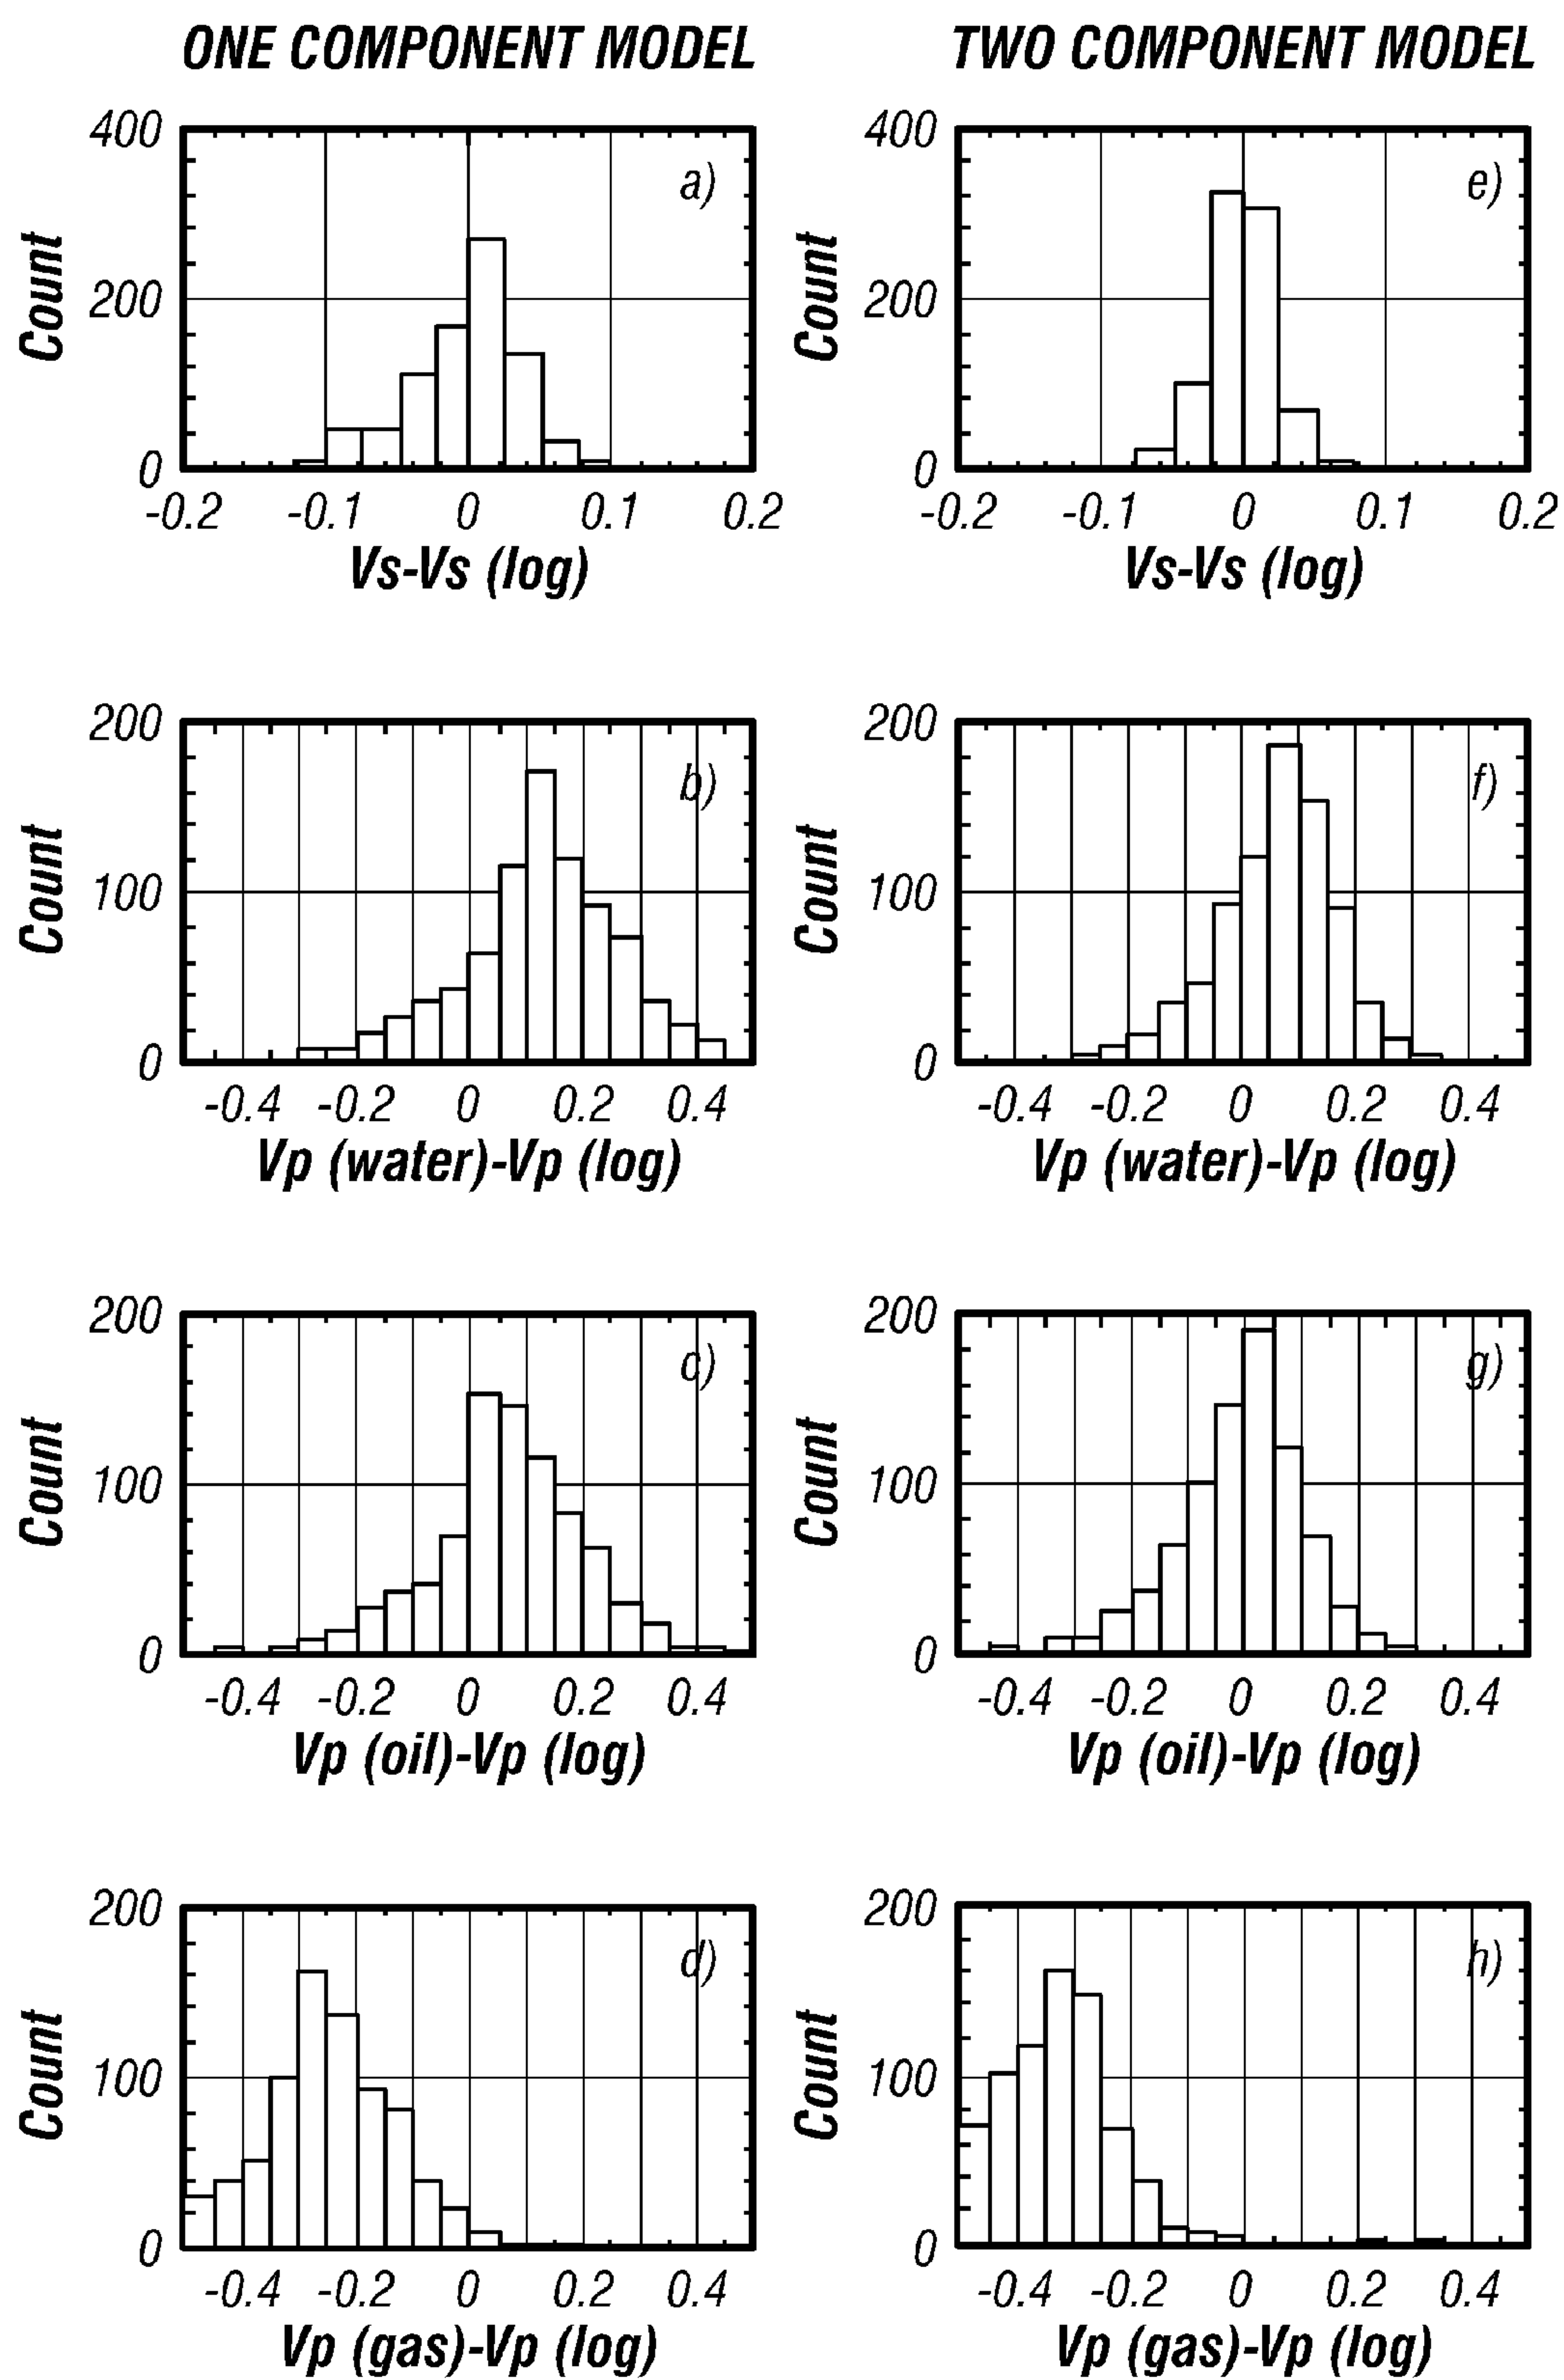 ONE COMPONENT MODEL TWO COMPONENT MODEL
400 400
a) e)
Count Count
200 200
0 0
-0.2 -0.1 0 0.1 0.2 -0.2 -0.1 0 0.1 0.2
Vs-Vs (log) Vs-Vs (log)
200 200
b) f)
Count Count
100 100
0 0
-0.4 -0.2 0 0.2 0.4 -0.4 -0.2 0 0.2 0.4
Vp (water)-Vp (log) Vp (water)-Vp (log)
200 200
c) g)
Count Count
100 100
0 0
-0.4 -0.2 0 0.2 0.4 -0.4 -0.2 0 0.2 0.4
Vp (oil)-Vp (log) Vp (oil)-Vp (log)
200 200
d) h)
Count Count
100 100
0 0
-0.4 -0.2 0 0.2 0.4 -0.4 -0.2 0 0.2 0.4
Vp (gas)-Vp (log) Vp (gas)-Vp (log)